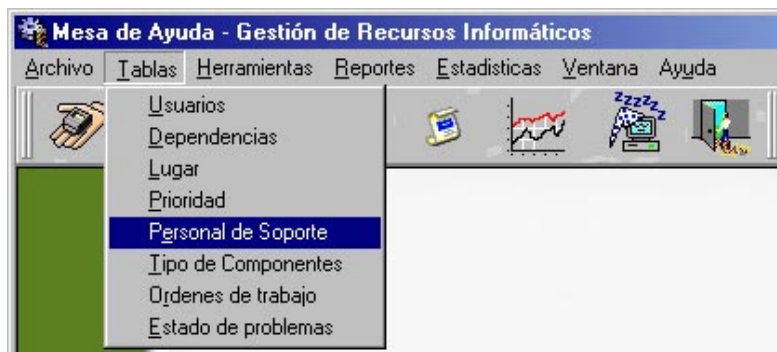 Mesa de Ayuda - Gestión de Recursos Informáticos
Archivo Tablas Herramientas Reportes Estadisticas Ventana Ayuda
Usuarios
Dependencias
Lugar
Prioridad
Personal de Soporte
Tipo de Componentes
Ordenes de trabajo
Estado de problemas
zzzzz